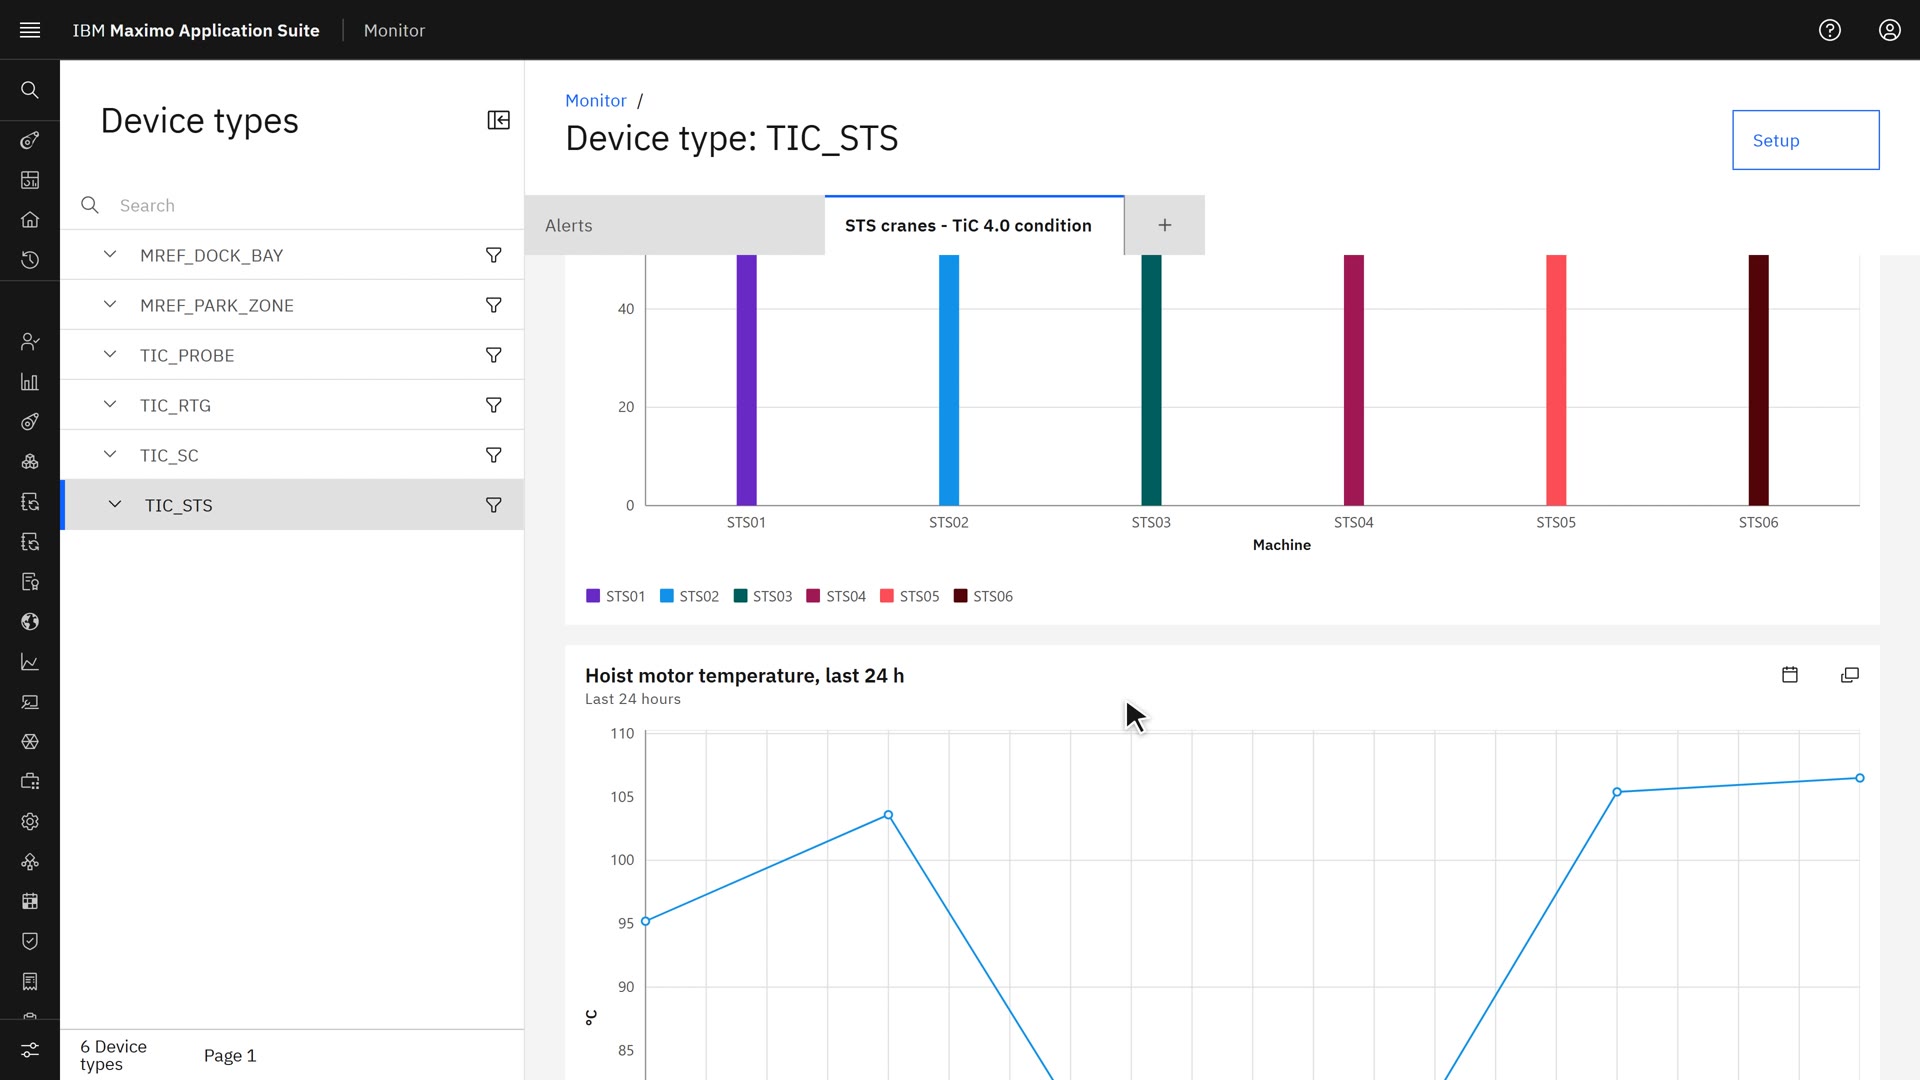 IBM Maximo Application Suite
Monitor
Device types
Search
MREF_DOCK_BAY
MREF_PARK_ZONE
TIC_PROBE
TIC_RTG
TIC_SC
TIC_STS
6 Device types
Page 1
Monitor /
Device type: TIC_STS
Setup
Alerts
STS cranes - TiC 4.0 condition
+
40
20
0
STS01 STS02 STS03 STS04 STS05 STS06
Machine
STS01 STS02 STS03 STS04 STS05 STS06
Hoist motor temperature, last 24 h
Last 24 hours
110
105
100
95
90
85
°C